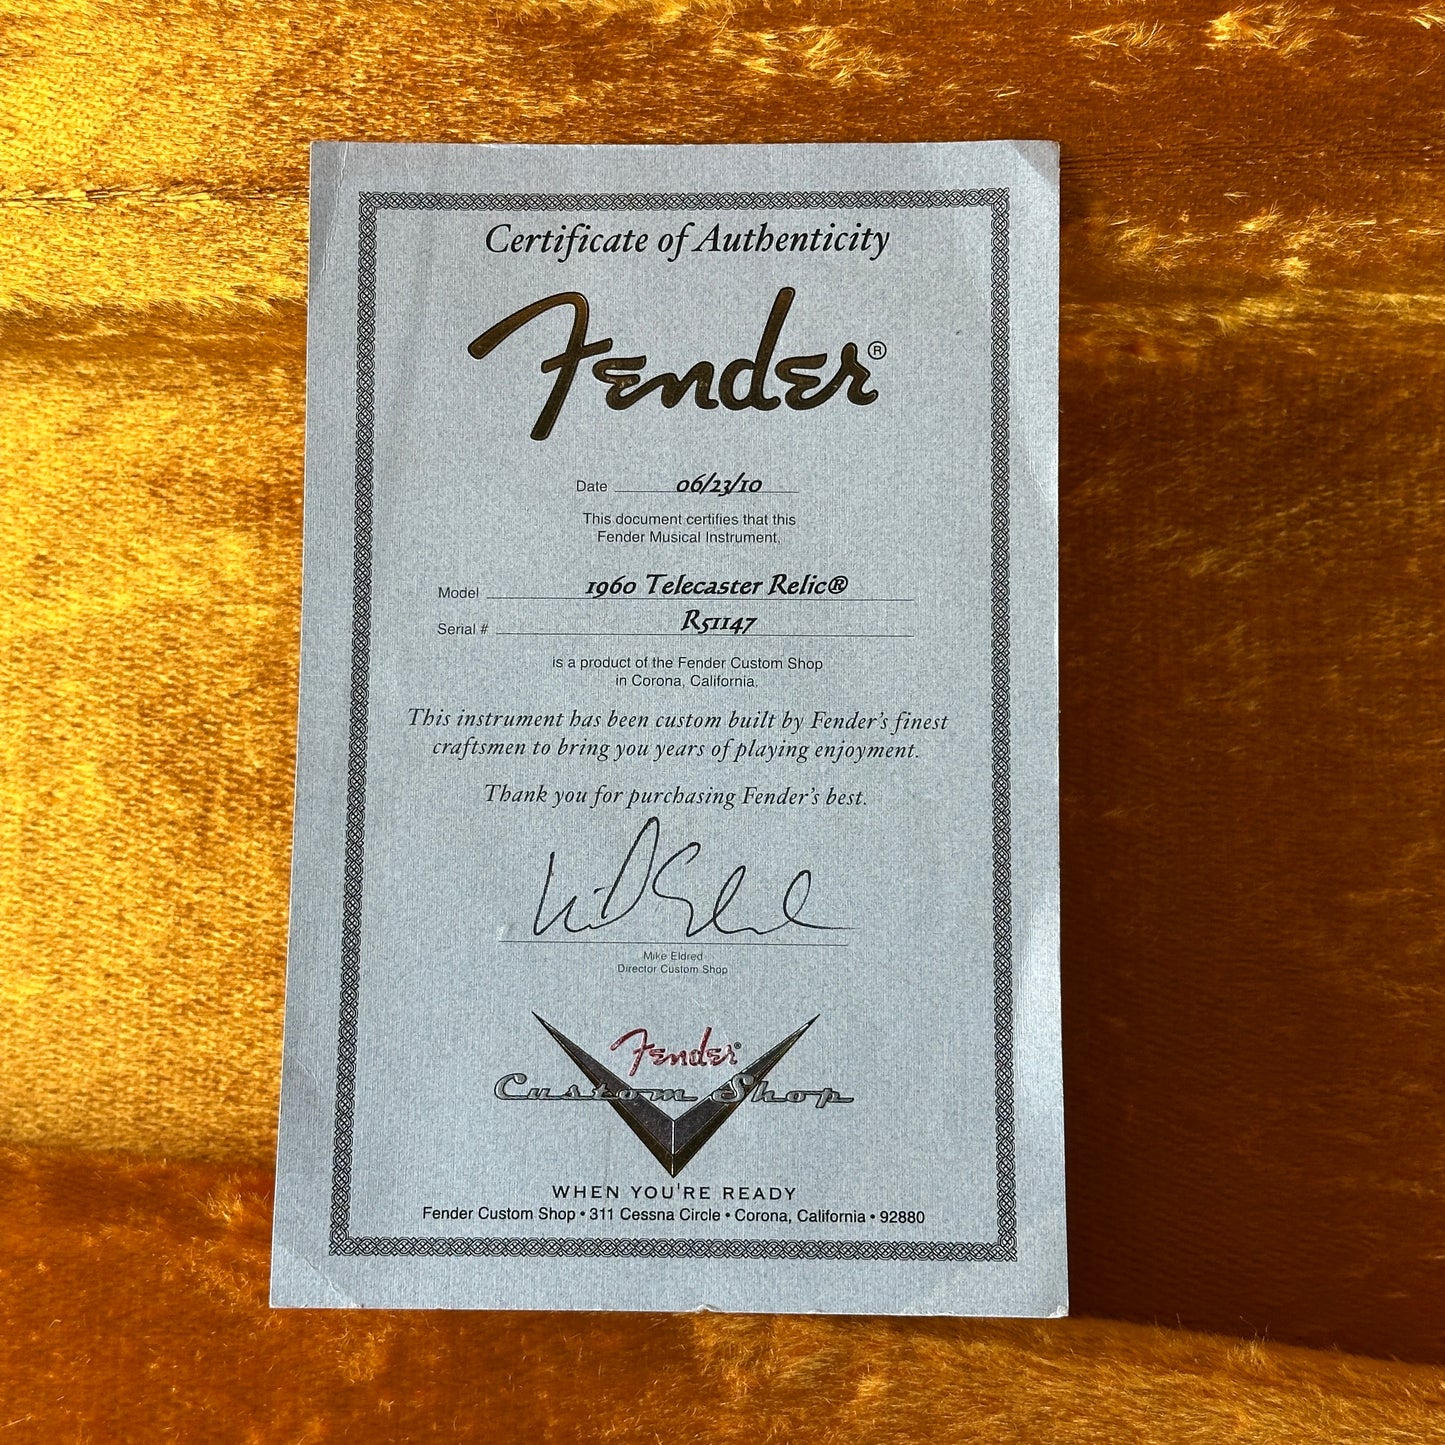 Certificate of Authenticity
Fender®
Date 06/23/10
This document certifies that this
Fender Musical Instrument,
Model 1960 Telecaster Relic®
Serial # R51147
is a product of the Fender Custom Shop
in Corona, California.
This instrument has been custom built by Fender's finest
craftsmen to bring you years of playing enjoyment.
Thank you for purchasing Fender's best.
Mike Eldred
Director Custom Shop
Fender®
Custom Shop
WHEN YOU'RE READY
Fender Custom Shop • 311 Cessna Circle • Corona, California • 92880